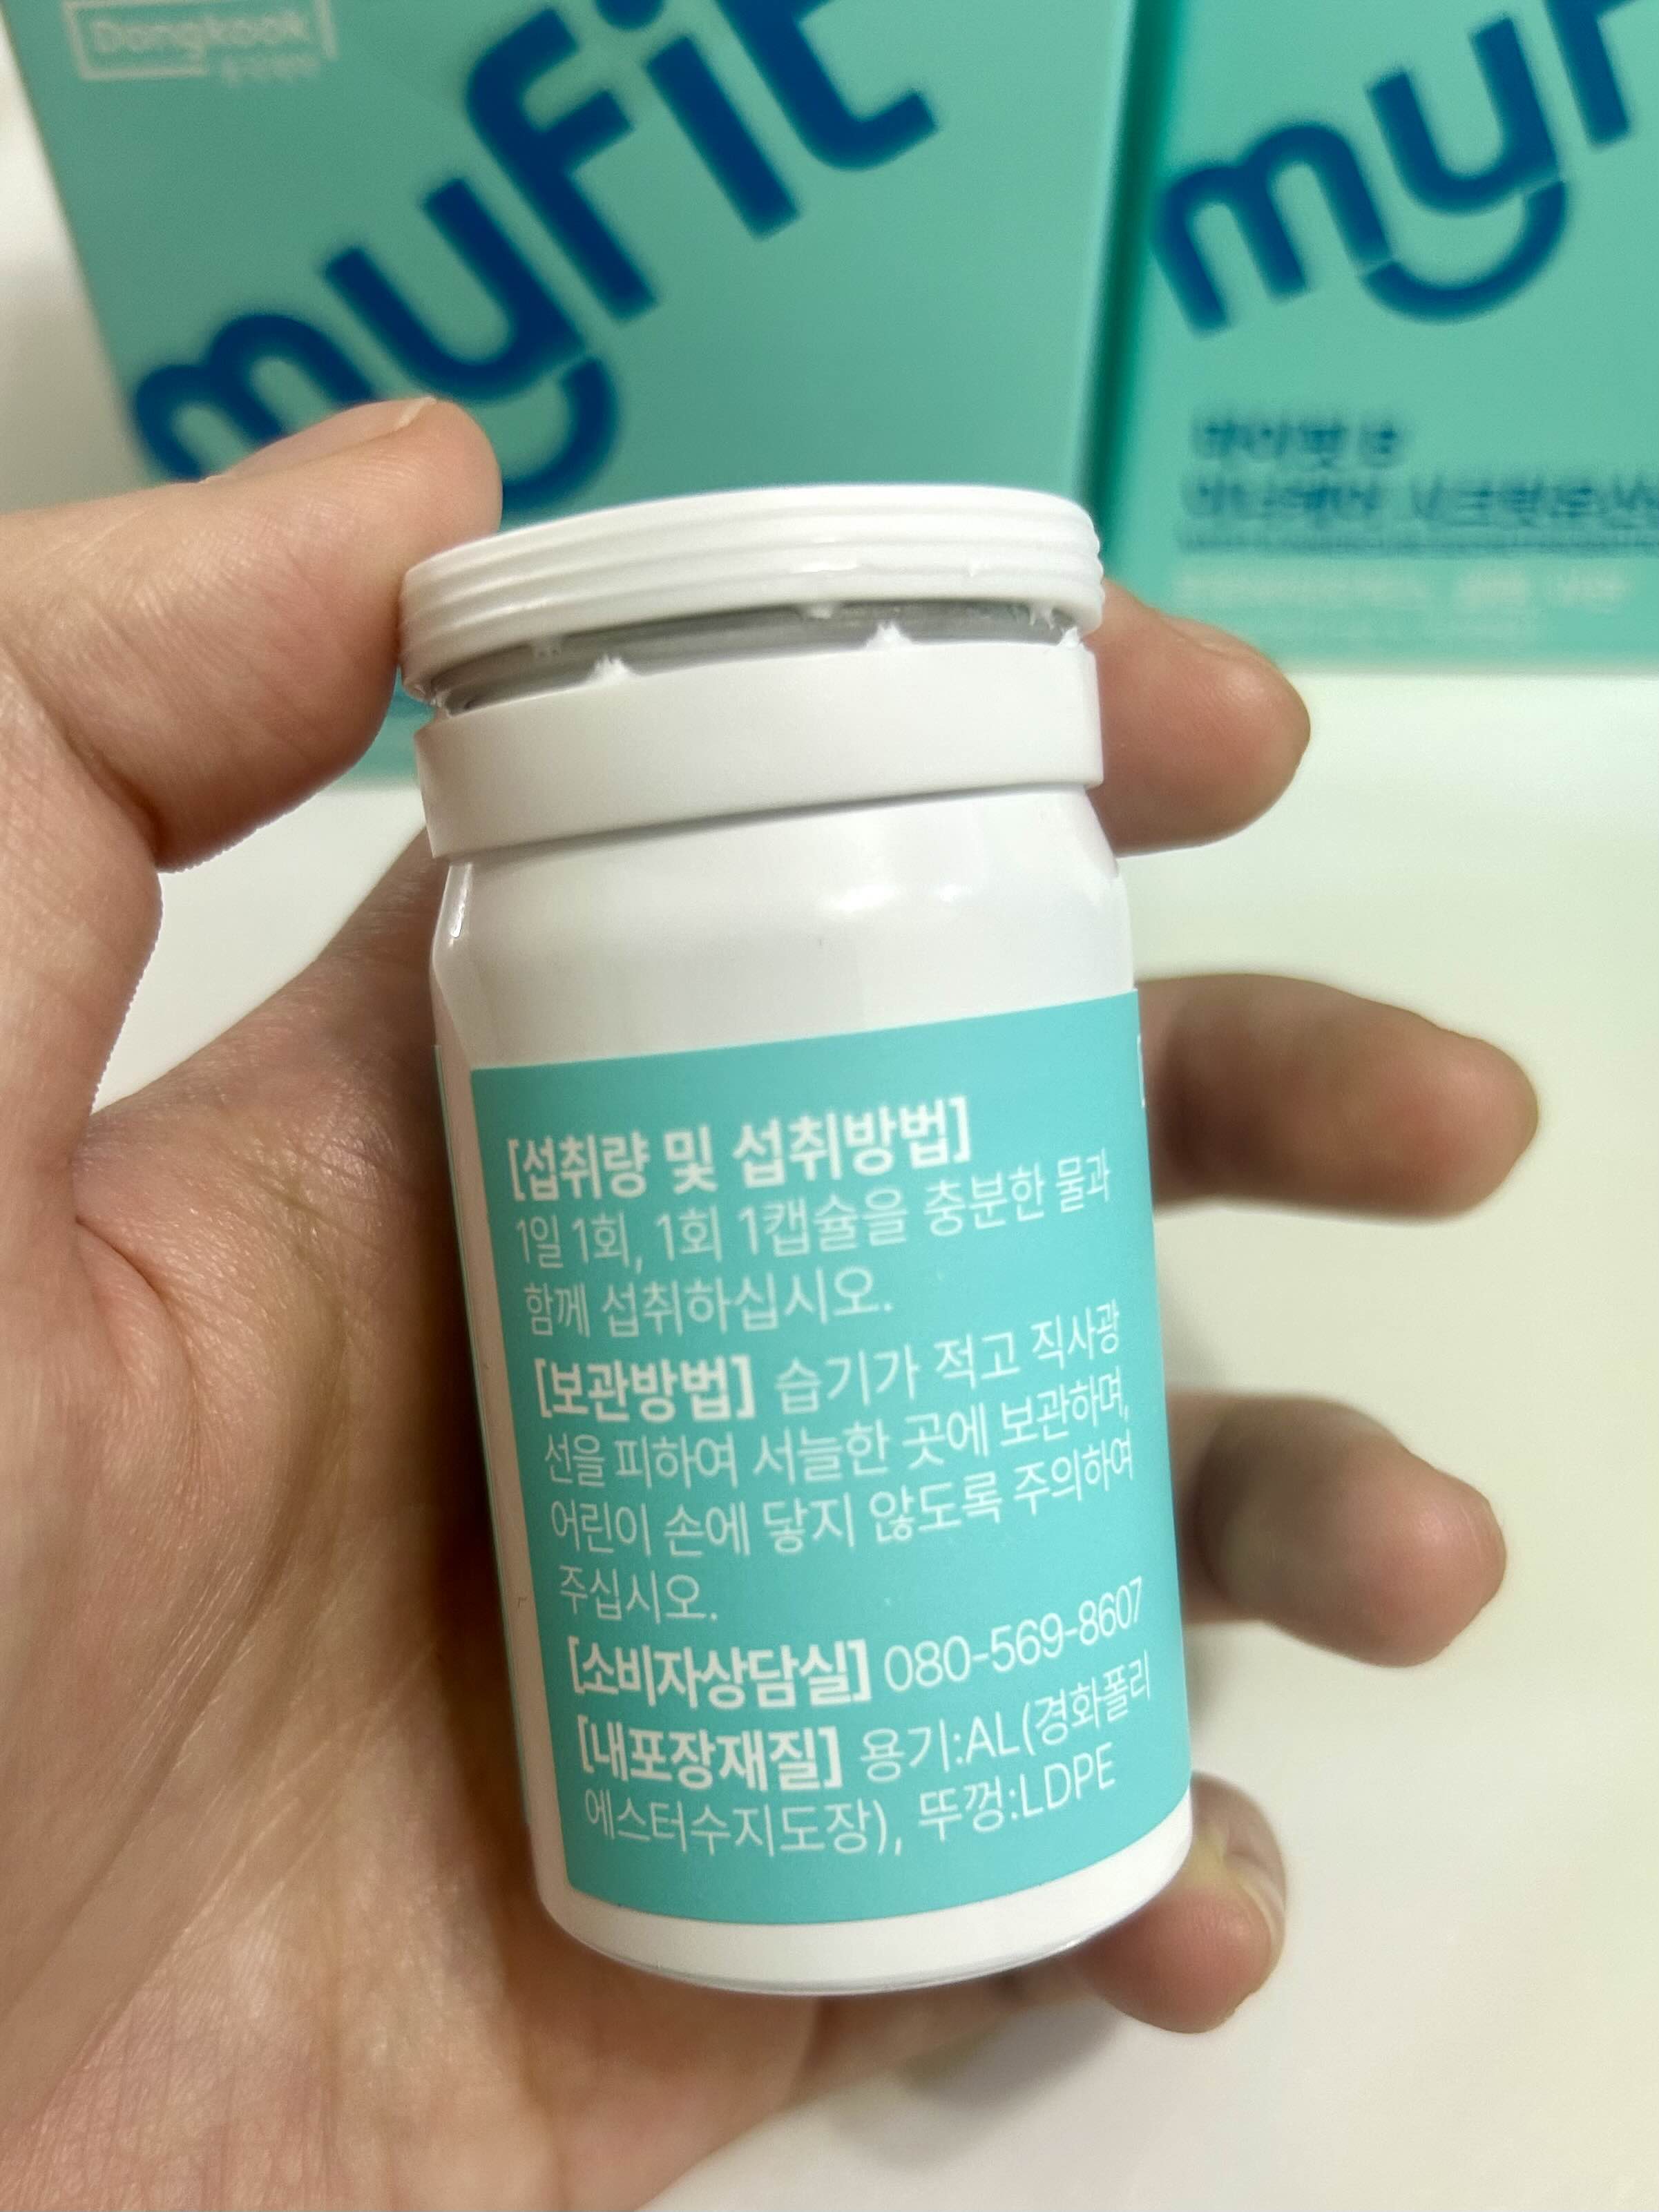 Dongkook
myfit
myf
[섭취량 및 섭취방법]
1일 1회, 1회 1캡슐을 충분한 물과
함께 섭취하십시오.
[보관방법] 습기가 적고 직사광
선을 피하여 서늘한 곳에 보관하며,
어린이 손에 닿지 않도록 주의하여
주십시오.
[소비자상담실] 080-569-8607
[내포장재질] 용기:AL(경화폴리
에스터수지도장), 뚜껑:LDPE